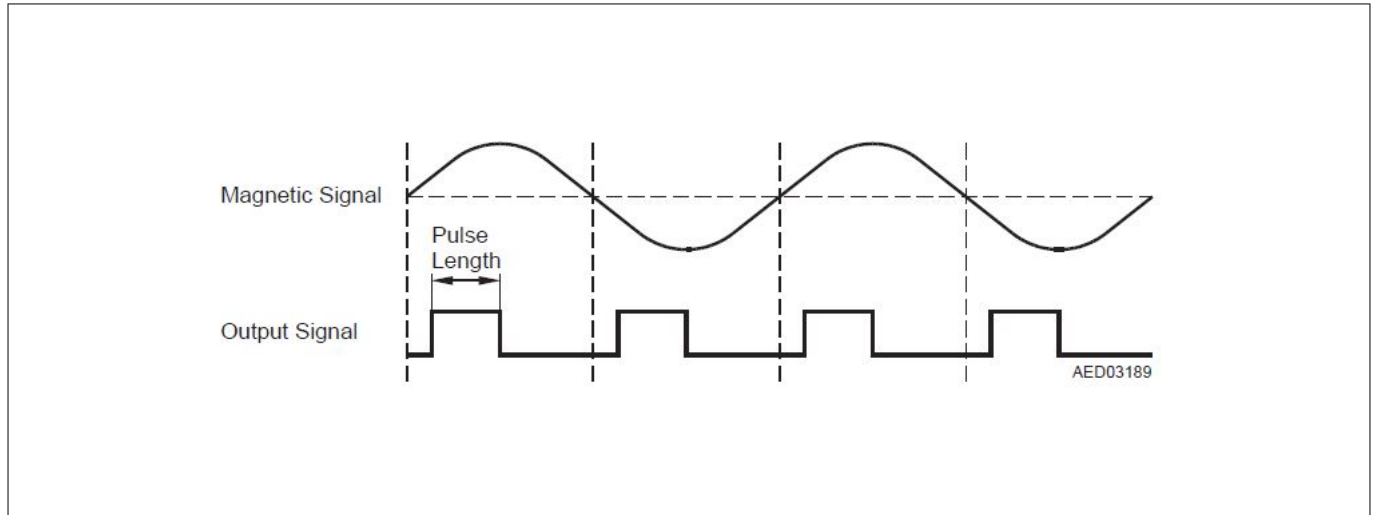 Magnetic Signal
Pulse
Length
Output Signal
AED03189